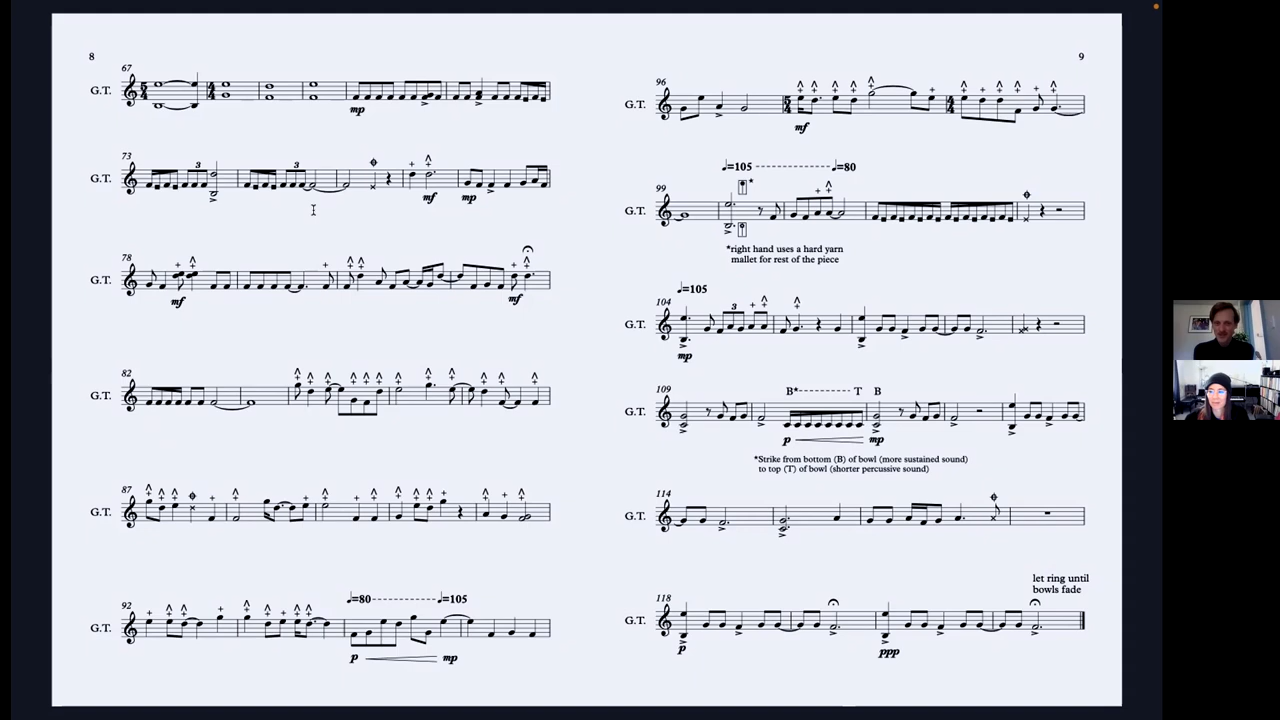 8
67
G.T.
mp
73
3
3
G.T.
mf
mp
78
G.T.
mf
mf
82
G.T.
87
G.T.
92
♩=80
♩=105
G.T.
p
mp
9
96
G.T.
mf
♩=105
♩=80
99
*
G.T.
*right hand uses a hard yarn
mallet for rest of the piece
♩=105
104
3
G.T.
mp
109
B*
T
B
G.T.
p
mp
*Strike from bottom (B) of bowl (more sustained sound)
to top (T) of bowl (shorter percussive sound)
114
G.T.
let ring until
bowls fade
118
G.T.
p
ppp